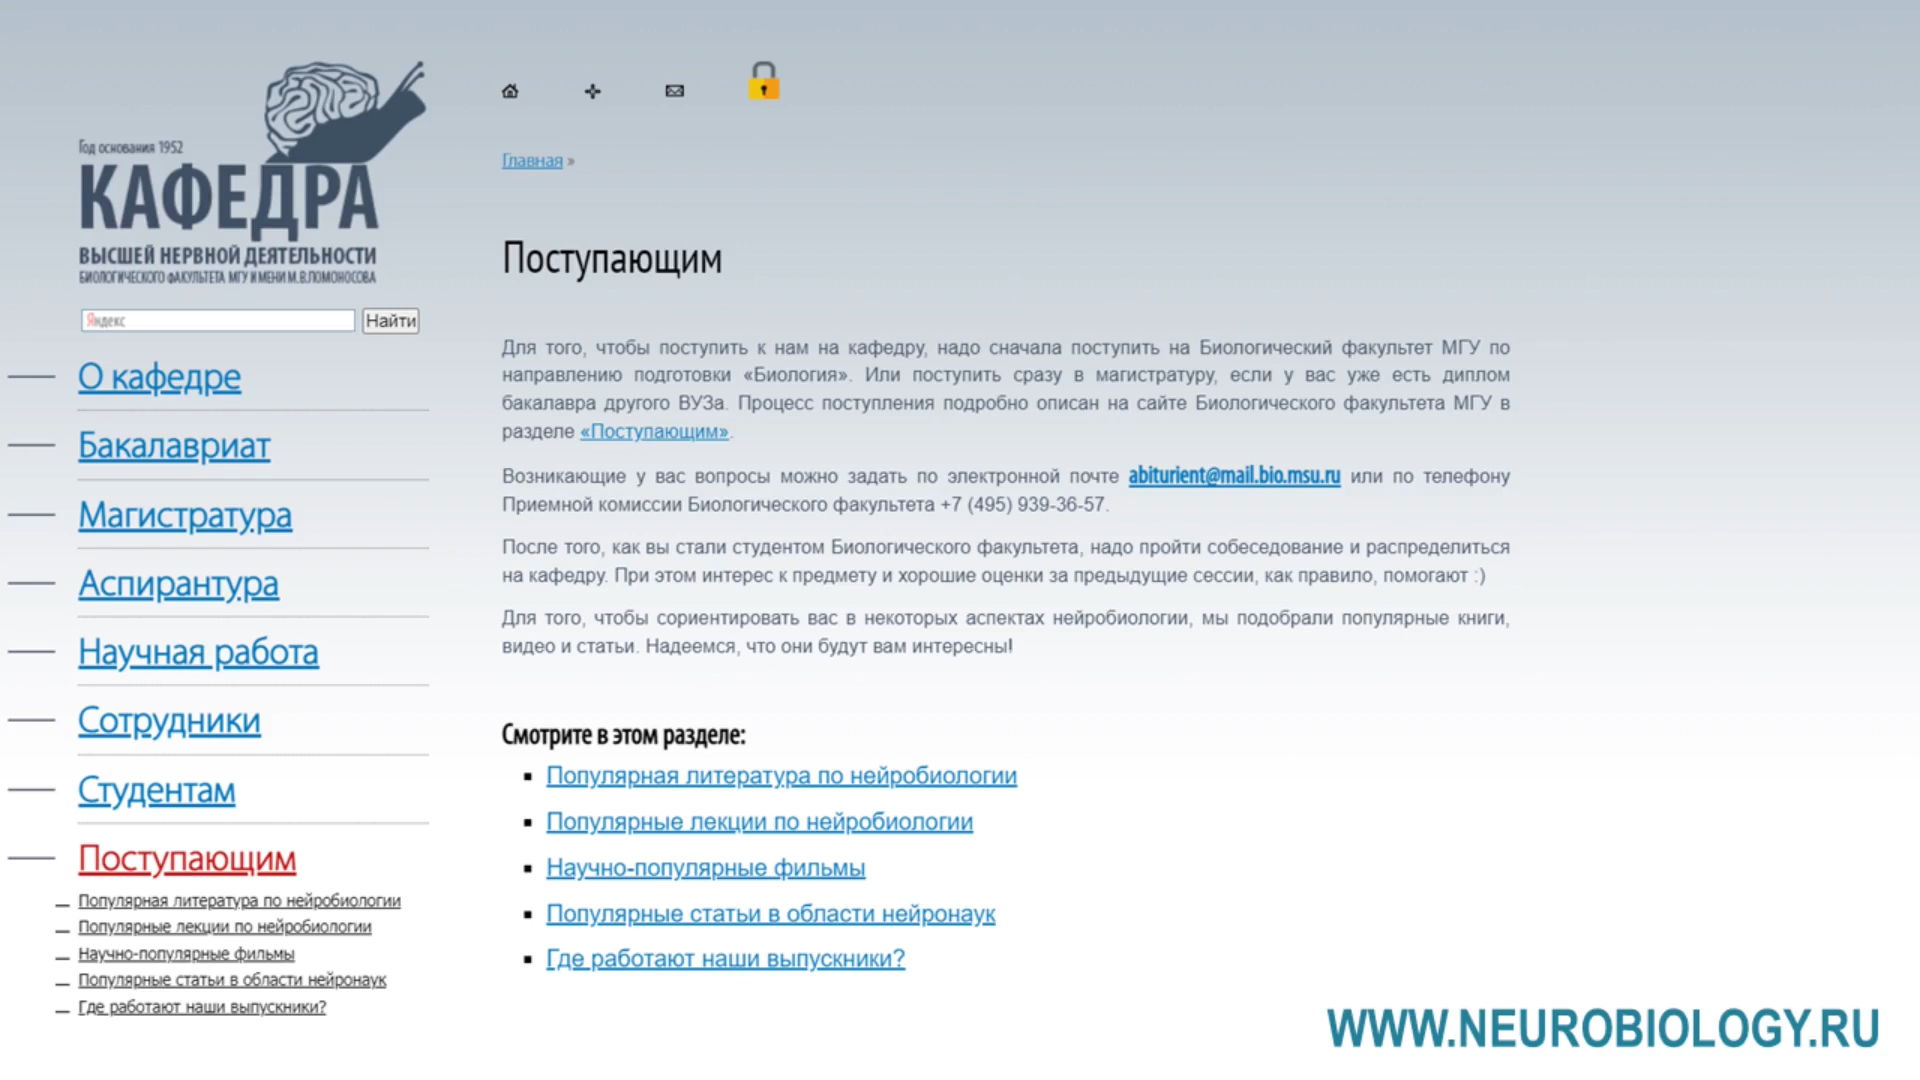 Год основания 1952
КАФЕДРА
ВЫСШЕЙ НЕРВНОЙ ДЕЯТЕЛЬНОСТИ
БИОЛОГИЧЕСКОГО ФАКУЛЬТЕТА МГУ ИМЕНИ М.В.ЛОМОНОСОВА
Яндекс
Найти
О кафедре
Бакалавриат
Магистратура
Аспирантура
Научная работа
Сотрудники
Студентам
Поступающим
Популярная литература по нейробиологии
Популярные лекции по нейробиологии
Научно-популярные фильмы
Популярные статьи в области нейронаук
Где работают наши выпускники?
Главная »
Поступающим
Для того, чтобы поступить к нам на кафедру, надо сначала поступить на Биологический факультет МГУ по
направлению подготовки «Биология». Или поступить сразу в магистратуру, если у вас уже есть диплом
бакалавра другого ВУЗа. Процесс поступления подробно описан на сайте Биологического факультета МГУ в
разделе «Поступающим».
Возникающие у вас вопросы можно задать по электронной почте abiturient@mail.bio.msu.ru или по телефону
Приемной комиссии Биологического факультета +7 (495) 939-36-57.
После того, как вы стали студентом Биологического факультета, надо пройти собеседование и распределиться
на кафедру. При этом интерес к предмету и хорошие оценки за предыдущие сессии, как правило, помогают :)
Для того, чтобы сориентировать вас в некоторых аспектах нейробиологии, мы подобрали популярные книги,
видео и статьи. Надеемся, что они будут вам интересны!
Смотрите в этом разделе:
Популярная литература по нейробиологии
Популярные лекции по нейробиологии
Научно-популярные фильмы
Популярные статьи в области нейронаук
Где работают наши выпускники?
WWW.NEUROBIOLOGY.RU